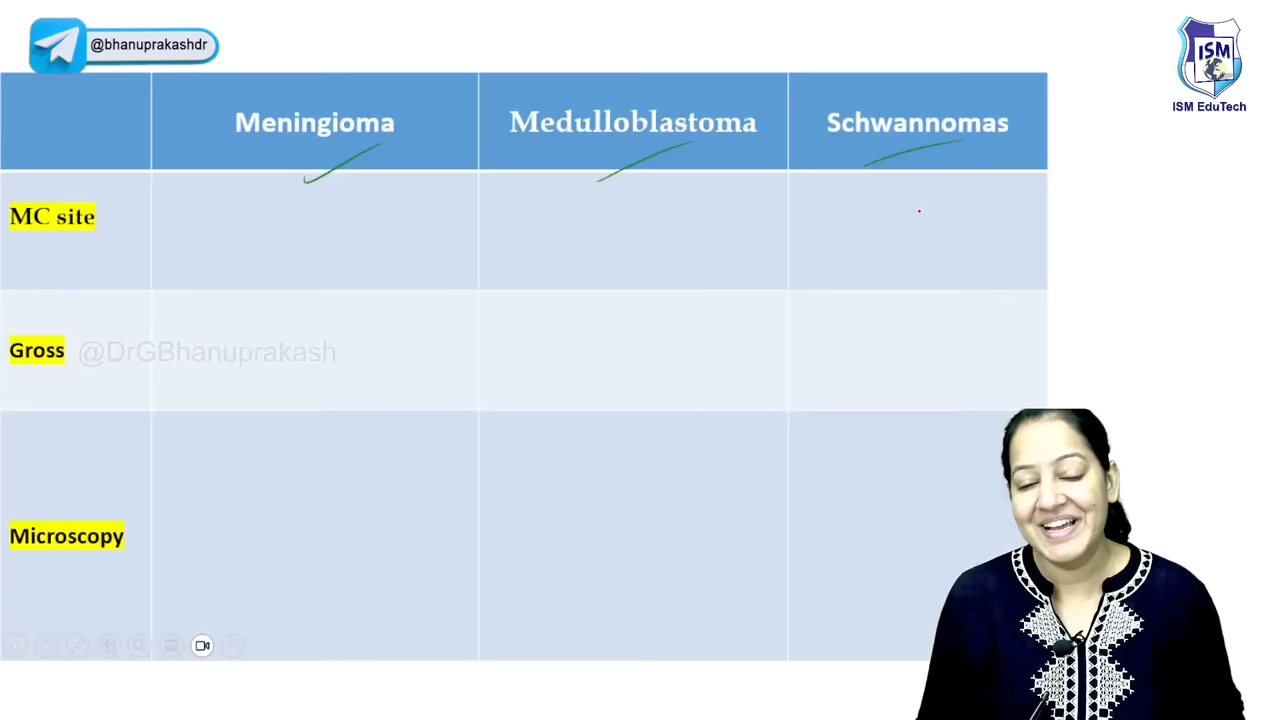 @bhanuprakashdr
ISM
ISM EduTech
Meningioma
Medulloblastoma
Schwannomas
MC site
Gross
@DrGBhanuprakash
Microscopy